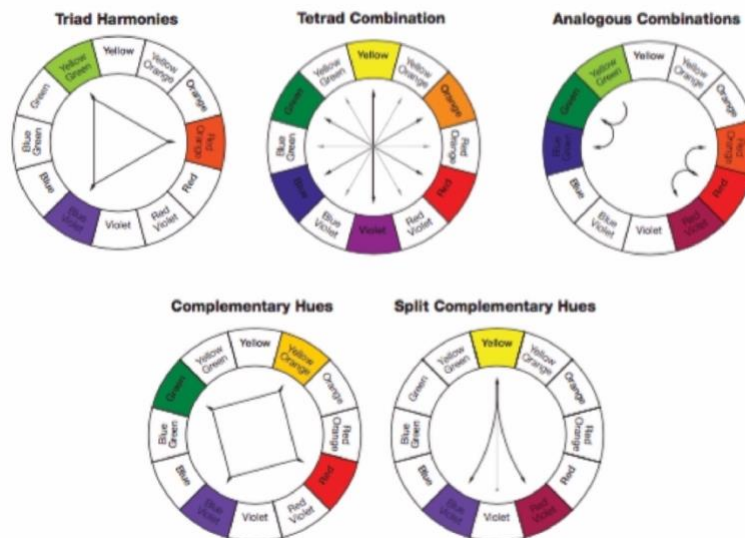 Triad Harmonies
Yellow
Yellow
Orange
Orange
Red
Orange
Red
Red
Violet
Violet
Blue
Violet
Blue
Blue
Green
Green
Yellow
Green
Tetrad Combination
Yellow
Yellow
Orange
Orange
Red
Orange
Red
Red
Violet
Violet
Blue
Violet
Blue
Blue
Green
Green
Yellow
Green
Analogous Combinations
Yellow
Yellow
Orange
Orange
Red
Orange
Red
Red
Violet
Violet
Blue
Violet
Blue
Blue
Green
Green
Yellow
Green
Complementary Hues
Yellow
Yellow
Orange
Orange
Red
Orange
Red
Red
Violet
Violet
Blue
Violet
Blue
Blue
Green
Green
Yellow
Green
Split Complementary Hues
Yellow
Yellow
Orange
Orange
Red
Orange
Red
Red
Violet
Violet
Blue
Violet
Blue
Blue
Green
Green
Yellow
Green